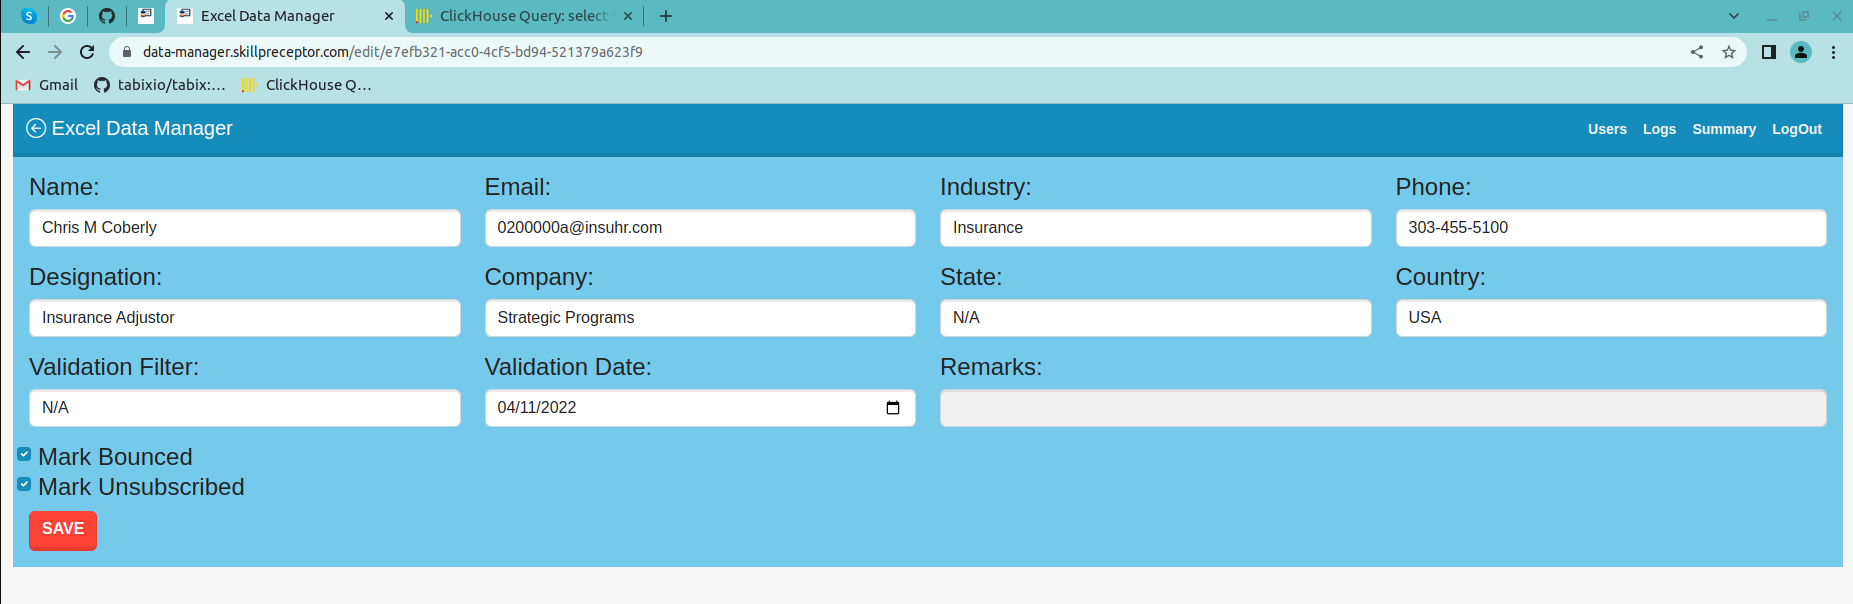 Excel Data Manager
ClickHouse Query: select
data-manager.skillpreceptor.com/edit/e7efb321-acc0-4cf5-bd94-521379a623f9
Gmail tabixio/tabix:... ClickHouse Q...
Excel Data Manager Users Logs Summary LogOut
Name: Email: Industry: Phone:
Chris M Coberly 0200000a@insuhr.com Insurance 303-455-5100
Designation: Company: State: Country:
Insurance Adjustor Strategic Programs N/A USA
Validation Filter: Validation Date: Remarks:
N/A 04/11/2022
Mark Bounced
Mark Unsubscribed
SAVE